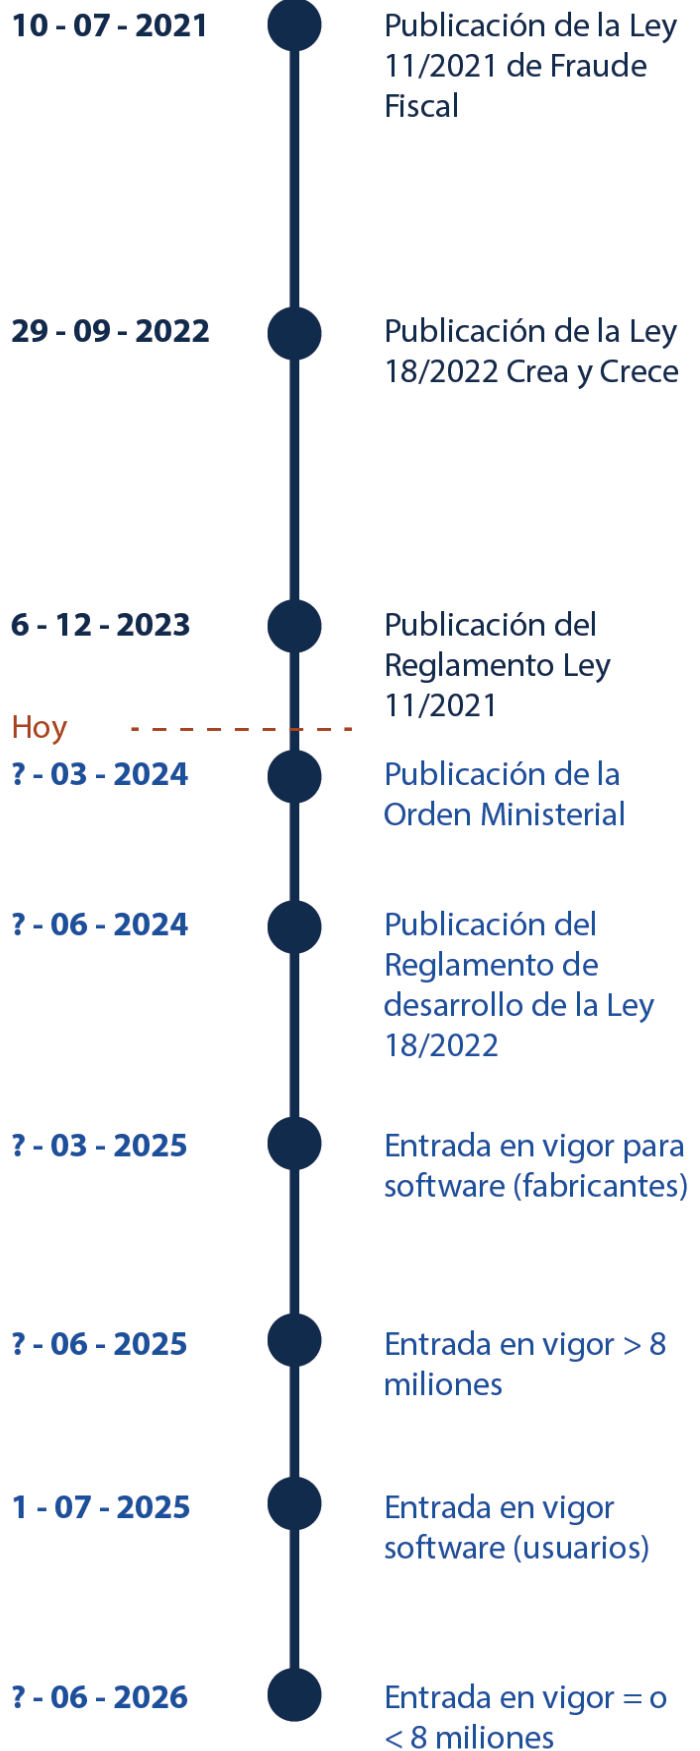 10 - 07 - 2021
Publicación de la Ley
11/2021 de Fraude
Fiscal
29 - 09 - 2022
Publicación de la Ley
18/2022 Crea y Crece
6 - 12 - 2023
Publicación del
Reglamento Ley
11/2021
Hoy
? - 03 - 2024
Publicación de la
Orden Ministerial
? - 06 - 2024
Publicación del
Reglamento de
desarrollo de la Ley
18/2022
? - 03 - 2025
Entrada en vigor para
software (fabricantes)
? - 06 - 2025
Entrada en vigor > 8
miliones
1 - 07 - 2025
Entrada en vigor
software (usuarios)
? - 06 - 2026
Entrada en vigor = o
< 8 miliones